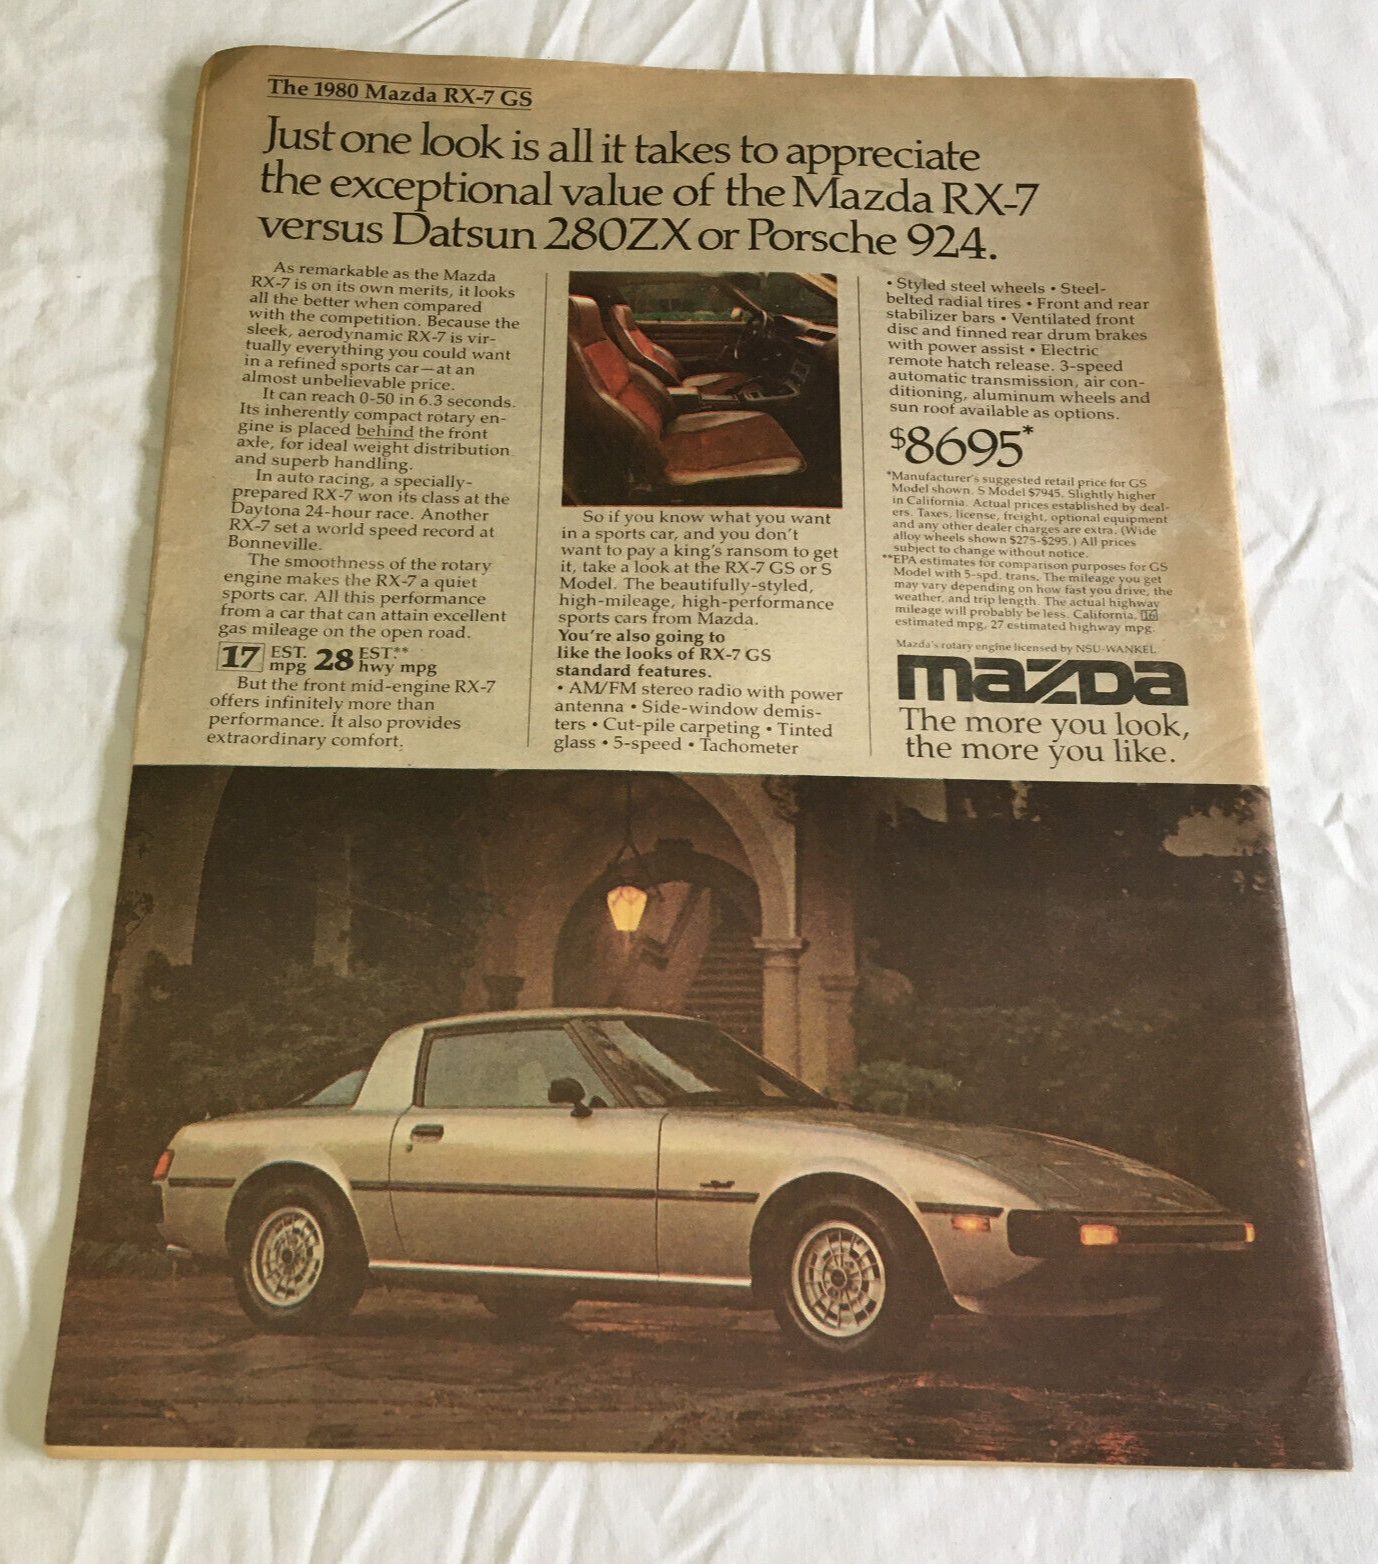 The 1980 Mazda RX-7 GS
Just one look is all it takes to appreciate
the exceptional value of the Mazda RX-7
versus Datsun 280ZX or Porsche 924.
As remarkable as the Mazda
RX-7 is on its own merits, it looks
all the better when compared
with the competition. Because the
sleek, aerodynamic RX-7 is vir-
tually everything you could want
in a refined sports car—at an
almost unbelievable price.
It can reach 0-50 in 6.3 seconds.
Its inherently compact rotary en-
gine is placed behind the front
axle, for ideal weight distribution
and superb handling.
In auto racing, a specially-
prepared RX-7 won its class at the
Daytona 24-hour race. Another
RX-7 set a world speed record at
Bonneville.
The smoothness of the rotary
engine makes the RX-7 a quiet
sports car. All this performance
from a car that can attain excellent
gas mileage on the open road.
17 EST. mpg 28 EST.** hwy mpg
But the front mid-engine RX-7
offers infinitely more than
performance. It also provides
extraordinary comfort.
So if you know what you want
in a sports car, and you don't
want to pay a king's ransom to get
it, take a look at the RX-7 GS or S
Model. The beautifully-styled,
high-mileage, high-performance
sports cars from Mazda.
You're also going to
like the looks of RX-7 GS
standard features.
• AM/FM stereo radio with power
antenna • Side-window demis-
ters • Cut-pile carpeting • Tinted
glass • 5-speed • Tachometer
• Styled steel wheels • Steel-
belted radial tires • Front and rear
stabilizer bars • Ventilated front
disc and finned rear drum brakes
with power assist • Electric
remote hatch release. 3-speed
automatic transmission, air con-
ditioning, aluminum wheels and
sun roof available as options.
$8695*
*Manufacturer's suggested retail price for GS
Model shown. S Model $7945. Slightly higher
in California. Actual prices established by deal-
ers. Taxes, license, freight, optional equipment
and any other dealer charges are extra. (Wide
alloy wheels shown $275-$295.) All prices
subject to change without notice.
**EPA estimates for comparison purposes for GS
Model with 5-spd. trans. The mileage you get
may vary depending on how fast you drive, the
weather, and trip length. The actual highway
mileage will probably be less. California, 16
estimated mpg, 27 estimated highway mpg.
Mazda's rotary engine licensed by NSU-WANKEL.
mazda
The more you look,
the more you like.